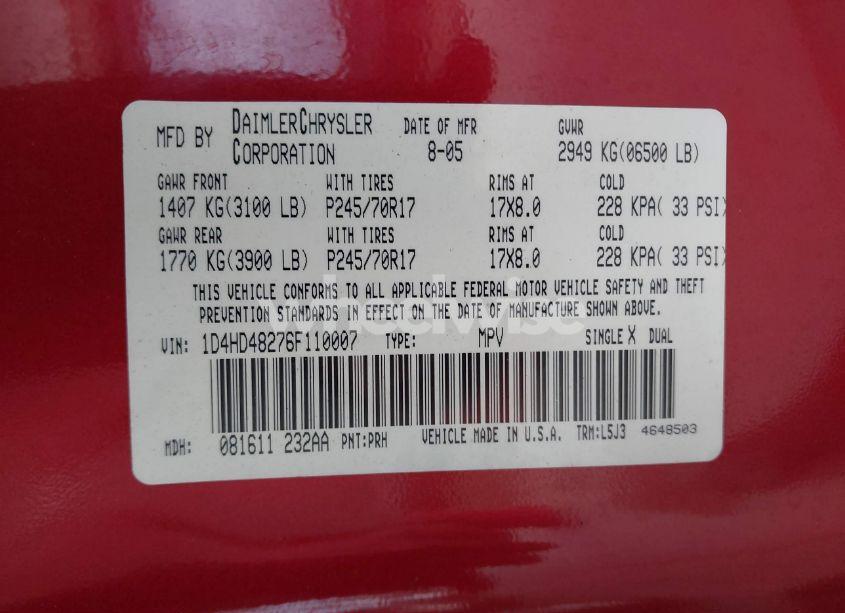 MFD BY DAIMLERCHRYSLER CORPORATION DATE OF MFR 8-05 GVWR 2949 KG(06500 LB)
GAWR FRONT WITH TIRES RIMS AT COLD
1407 KG(3100 LB) P245/70R17 17X8.0 228 KPA( 33 PSI)
GAWR REAR WITH TIRES RIMS AT COLD
1770 KG(3900 LB) P245/70R17 17X8.0 228 KPA( 33 PSI)
THIS VEHICLE CONFORMS TO ALL APPLICABLE FEDERAL MOTOR VEHICLE SAFETY AND THEFT
PREVENTION STANDARDS IN EFFECT ON THE DATE OF MANUFACTURE SHOWN ABOVE.
wheelwise
VIN: 1D4HD48276F110007 TYPE: MPV SINGLE X DUAL
MDH: 081611 232AA PNT:PRH VEHICLE MADE IN U.S.A. TRM:L5J3 4648503